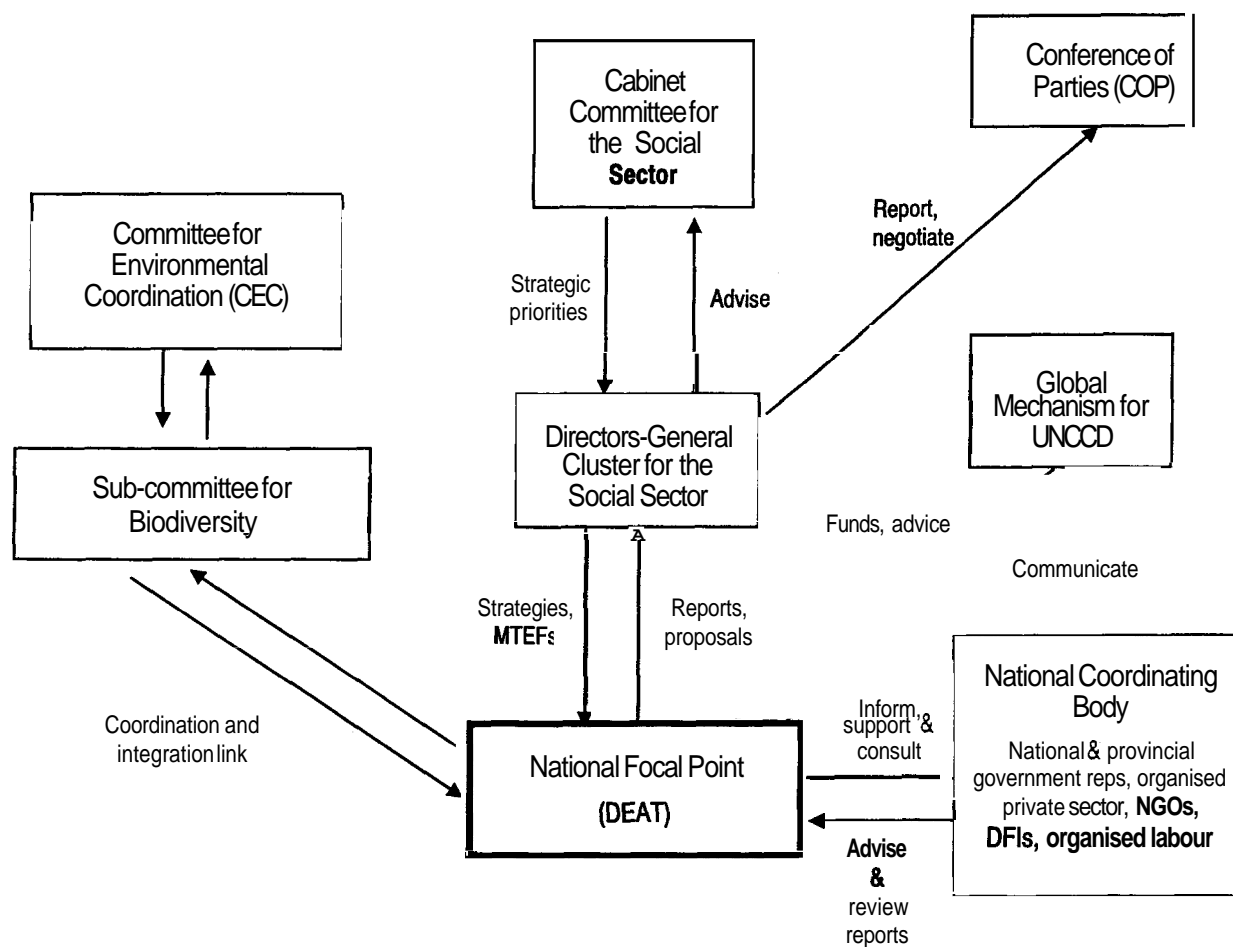 Cabinet
Committee for
the Social
Sector
Conference of
Parties (COP)
Committee for
Environmental
Coordination (CEC)
Report,
negotiate
Strategic
priorities
Advise
Global
Mechanism for
UNCCD
Directors-General
Cluster for the
Social Sector
Sub-committee for
Biodiversity
Funds, advice
Communicate
Strategies,
MTEFs
Reports,
proposals
National Coordinating
Body
National & provincial
government reps, organised
private sector, NGOs,
DFIs, organised labour
Coordination and
integration link
Inform,
support &
consult
National Focal Point
(DEAT)
Advise
&
review
reports